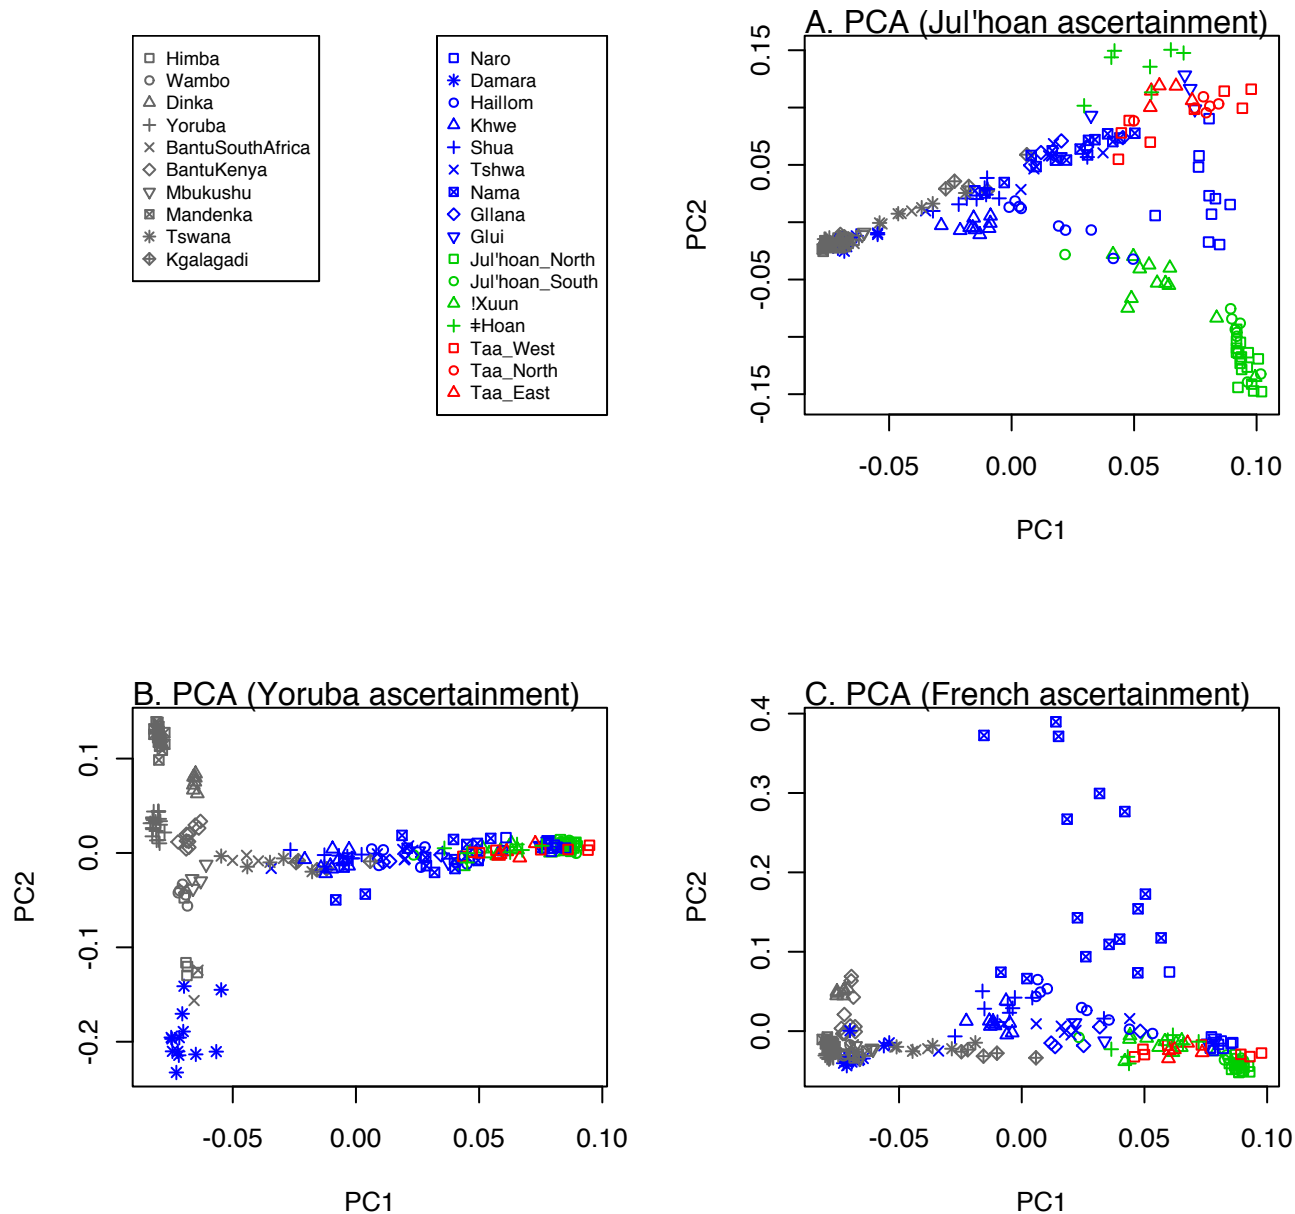 Himba
Wambo
Dinka
Yoruba
BantuSouthAfrica
BantuKenya
Mbukushu
Mandenka
Tswana
Kgalagadi
Naro
Damara
Haillom
Khwe
Shua
Tshwa
Nama
Gllana
Glui
Jul'hoan_North
Jul'hoan_South
!Xuun
ǂHoan
Taa_West
Taa_North
Taa_East
A. PCA (Jul'hoan ascertainment)
0.15
0.05
-0.05
-0.15
PC2
-0.05 0.00 0.05 0.10
PC1
B. PCA (Yoruba ascertainment)
0.1
0.0
-0.1
-0.2
PC2
-0.05 0.00 0.05 0.10
PC1
C. PCA (French ascertainment)
0.4
0.3
0.2
0.1
0.0
PC2
-0.05 0.00 0.05 0.10
PC1